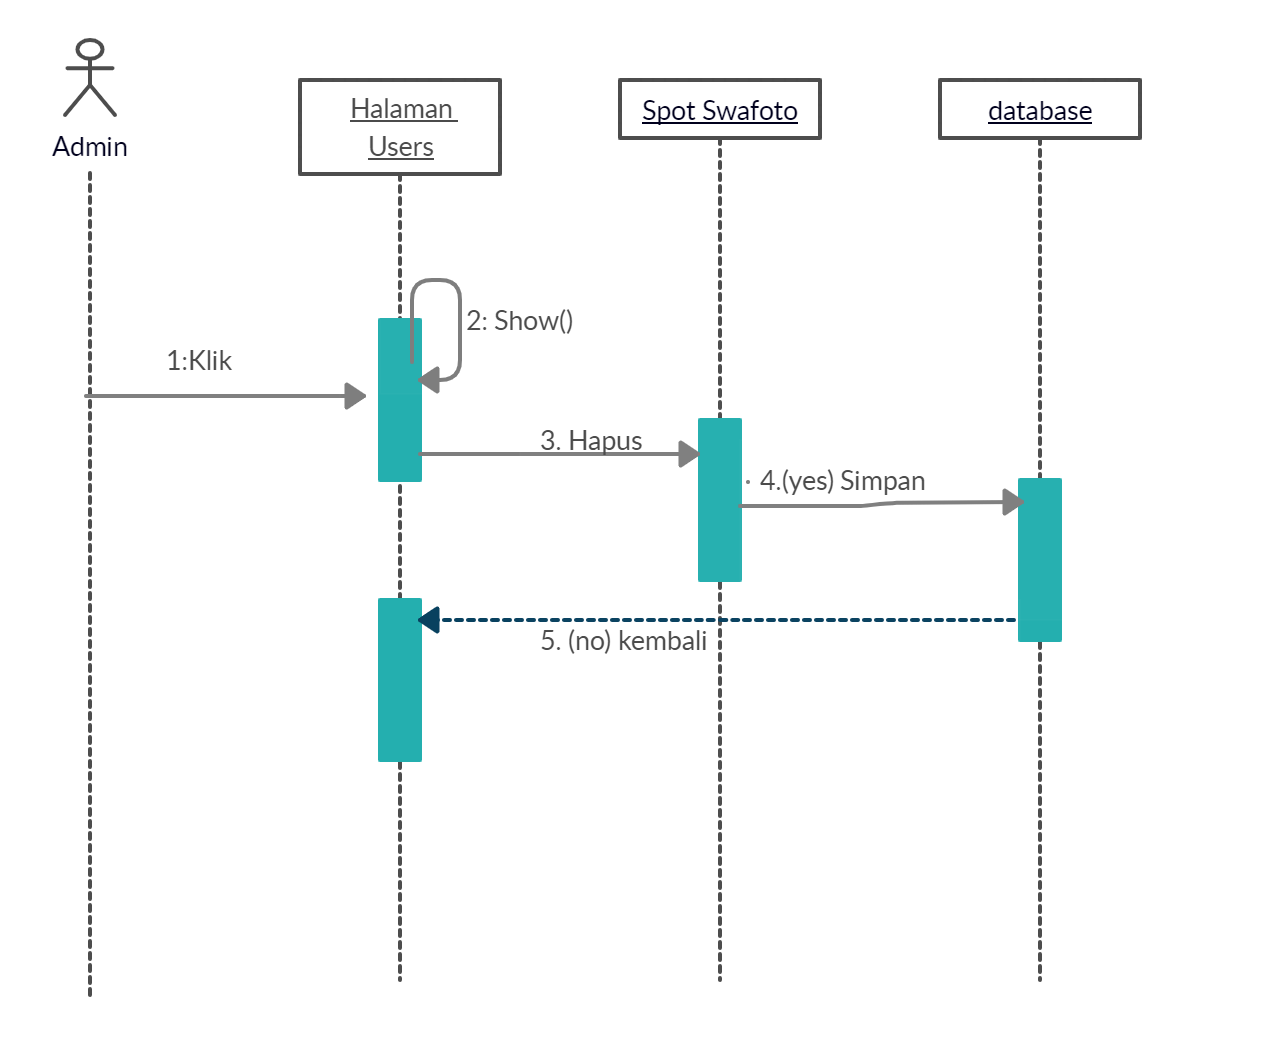 Admin
Halaman
Users
Spot Swafoto
database
2: Show()
1:Klik
3. Hapus
4.(yes) Simpan
5. (no) kembali